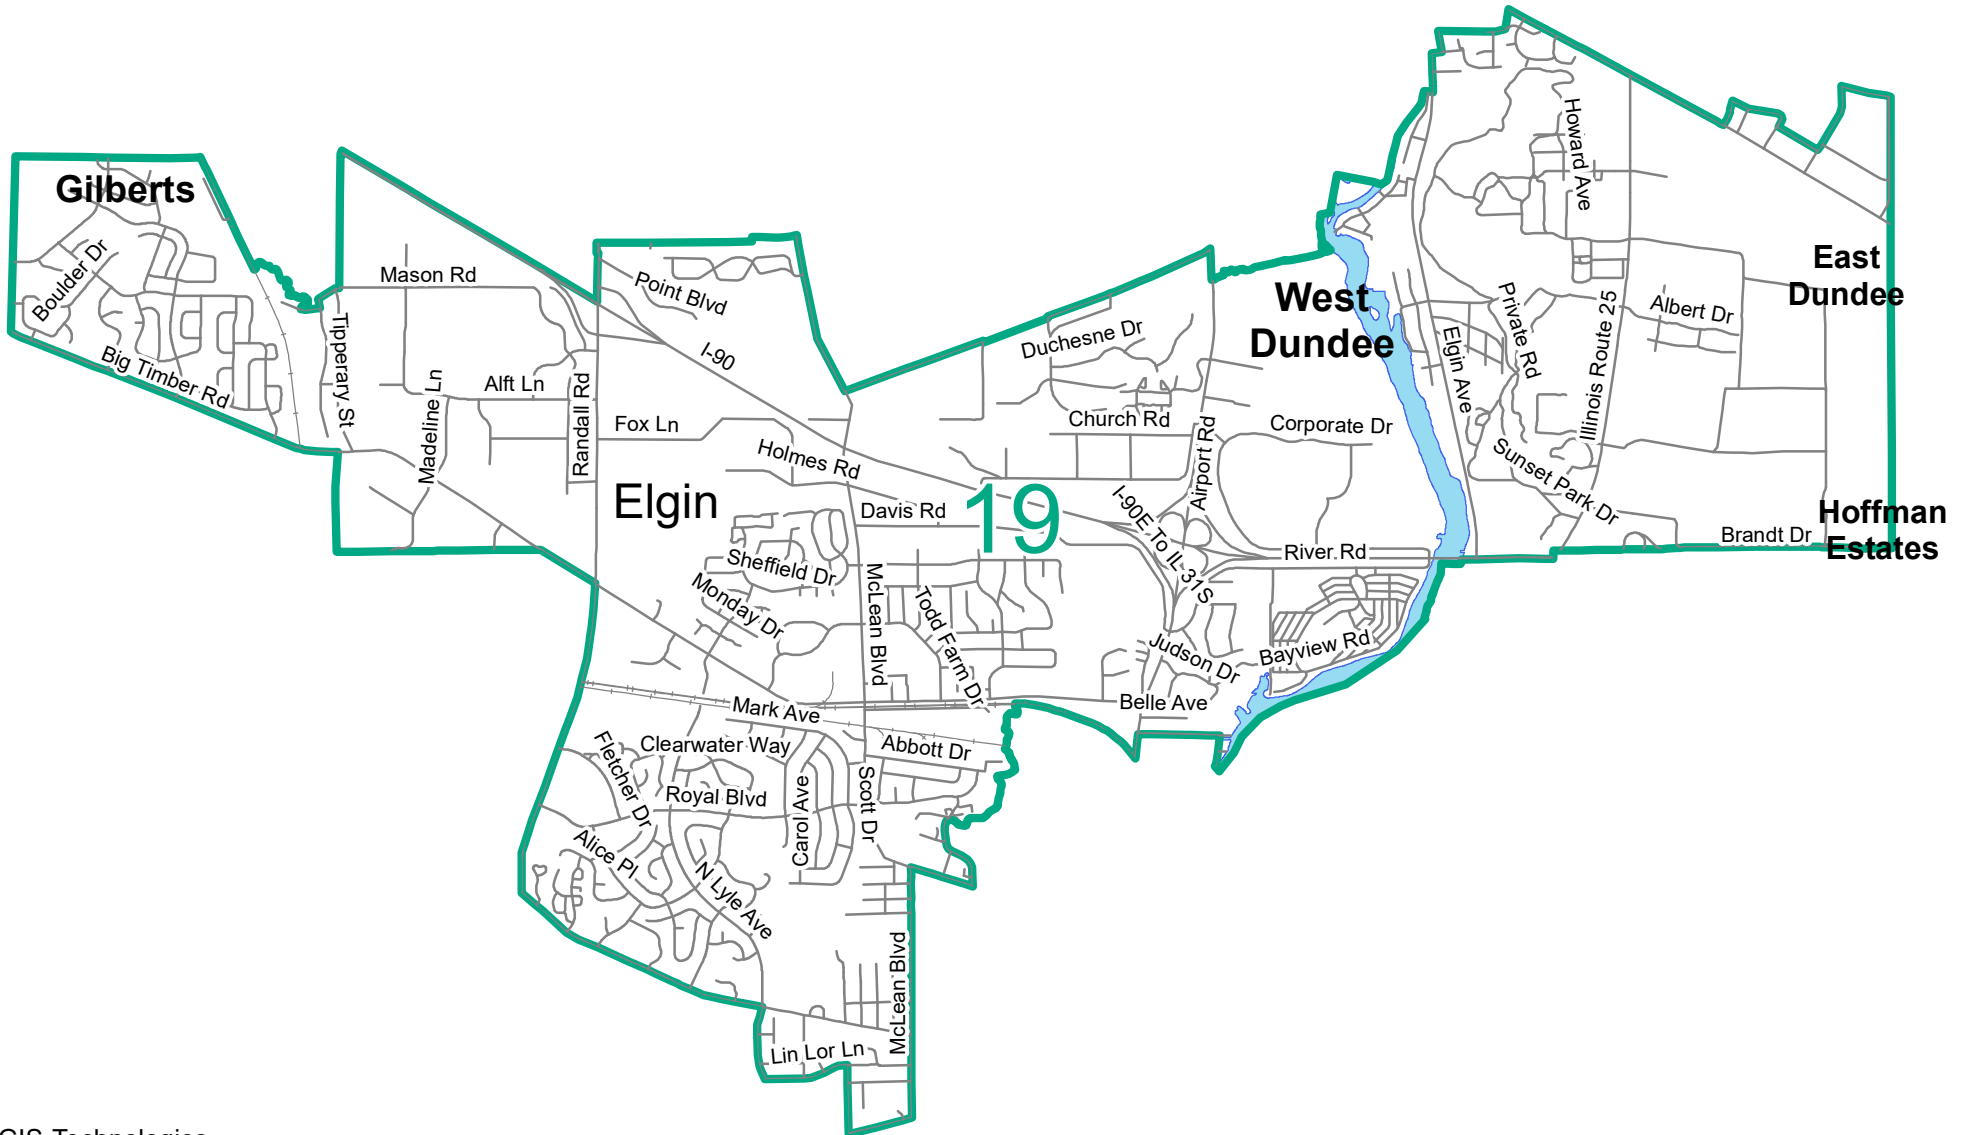 Gilberts
Boulder Dr
Big Timber Rd
Mason Rd
Tipperary St
Madeline Ln
Alft Ln
Randall Rd
Point Blvd
I-90
Fox Ln
Holmes Rd
Elgin
19
Davis Rd
Sheffield Dr
Monday Dr
McLean Blvd
Todd Farm Dr
Mark Ave
Abbott Dr
Clearwater Way
Fletcher Dr
Royal Blvd
Carol Ave
Scott Dr
Alice Pl
N Lyle Ave
McLean Blvd
Lin Lor Ln
Duchesne Dr
Church Rd
Airport Rd
Corporate Dr
I-90E To IL-31S
River Rd
Judson Dr
Bayview Rd
Belle Ave
West
Dundee
Elgin Ave
Private Rd
Howard Ave
Illinois Route 25
Albert Dr
Sunset Park Dr
Brandt Dr
East
Dundee
Hoffman
Estates
GIS Technologies